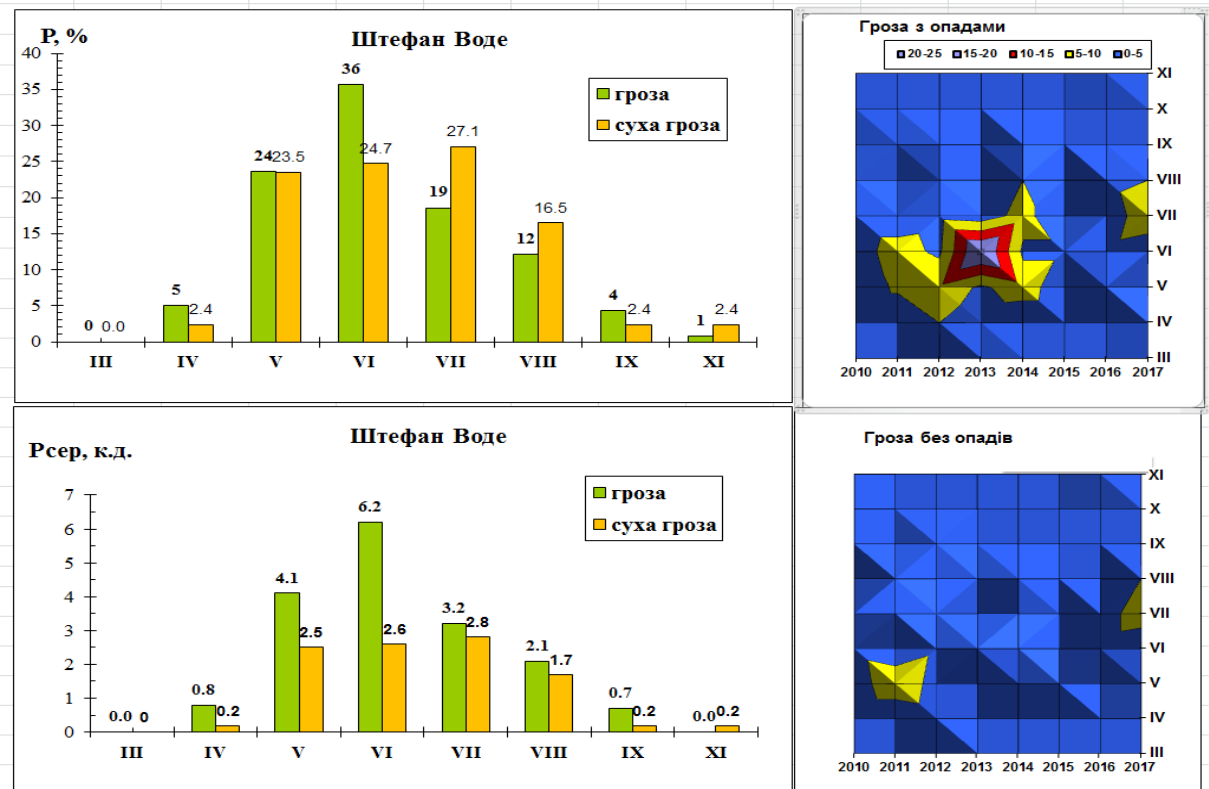 Р, %
Штефан Воде
40
35
30
25
20
15
10
5
0
0 0.0
5 2.4
24 23.5
36 24.7
19 27.1
12 16.5
4 2.4
1 2.4
гроза
суха гроза
III IV V VI VII VIII IX XI
Гроза з опадами
20-25 15-20 10-15 5-10 0-5
XI
X
IX
VIII
VII
VI
V
IV
III
2010 2011 2012 2013 2014 2015 2016 2017
Рсер, к.д.
Штефан Воде
7
6
5
4
3
2
1
0
0.0 0
0.8 0.2
4.1 2.5
6.2 2.6
3.2 2.8
2.1 1.7
0.7 0.2
0.0 0.2
гроза
суха гроза
III IV V VI VII VIII IX XI
Гроза без опадів
XI
X
IX
VIII
VII
VI
V
IV
III
2010 2011 2012 2013 2014 2015 2016 2017